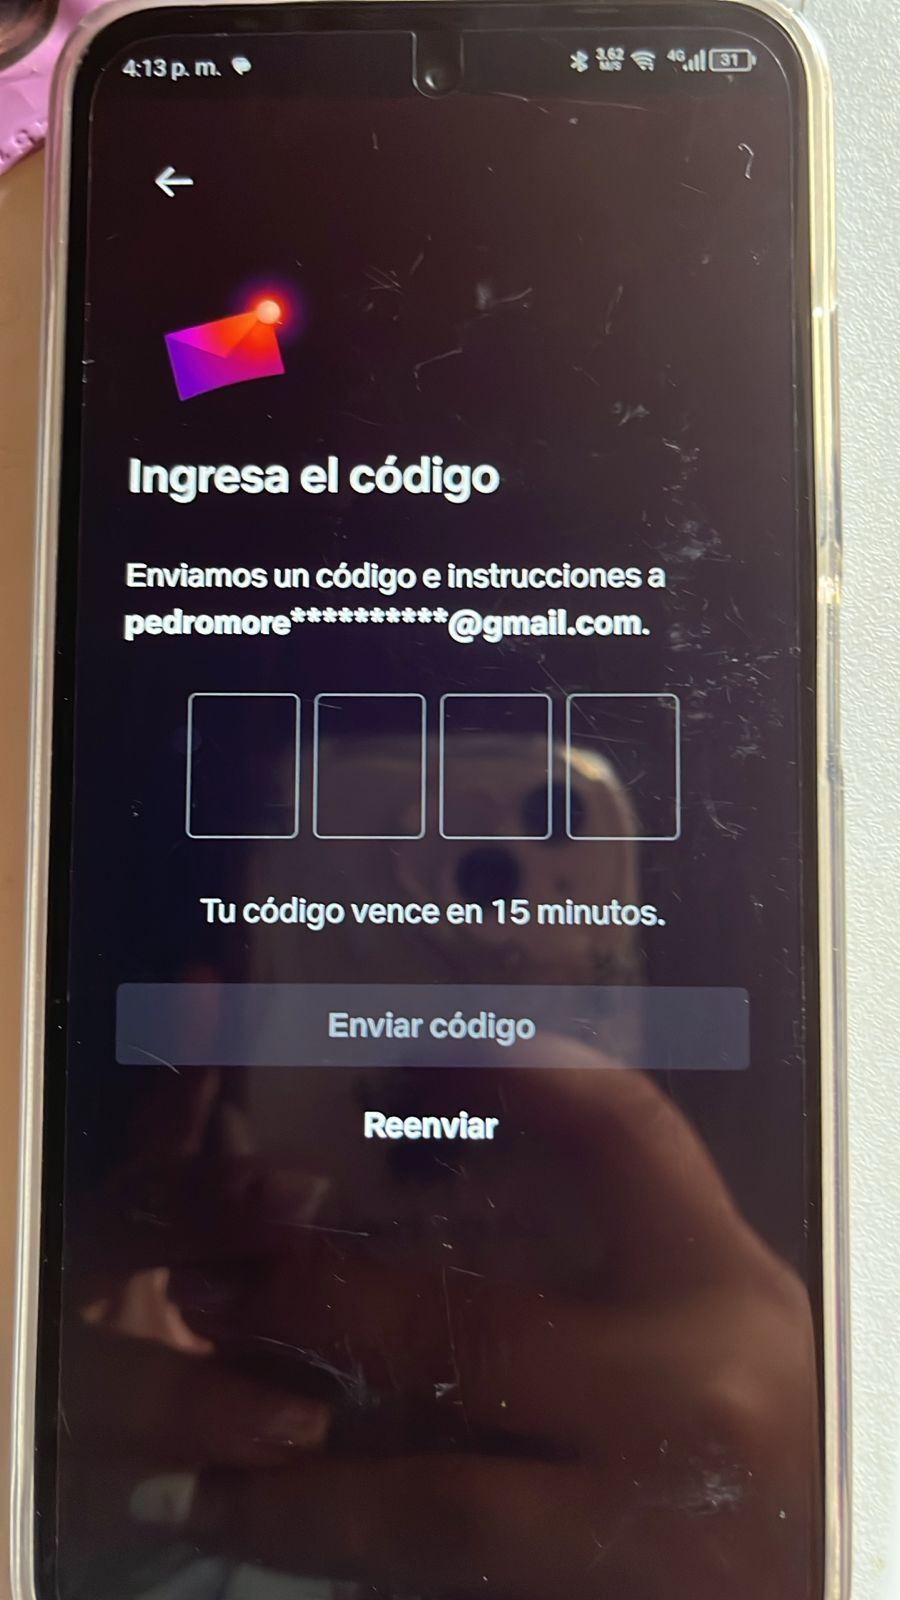 4:13 p. m.
3.62 M/S 4G 31
Ingresa el código
Enviamos un código e instrucciones a
pedromore**********@gmail.com.
Tu código vence en 15 minutos.
Enviar código
Reenviar